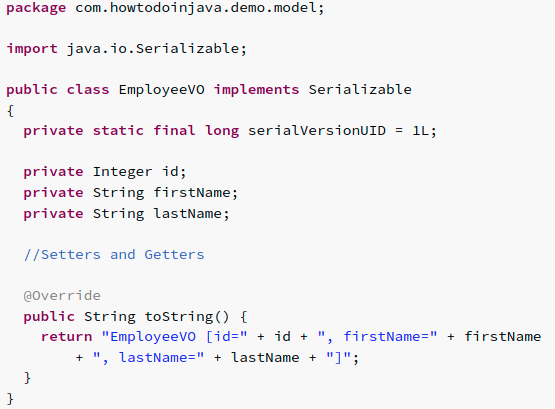 package com.howtodoinjava.demo.model;
import java.io.Serializable;
public class EmployeeVO implements Serializable
{
private static final long serialVersionUID = 1L;
private Integer id;
private String firstName;
private String lastName;
//Setters and Getters
@Override
public String toString() {
return "EmployeeVO [id=" + id + ", firstName=" + firstName
+ ", lastName=" + lastName + "]";
}
}